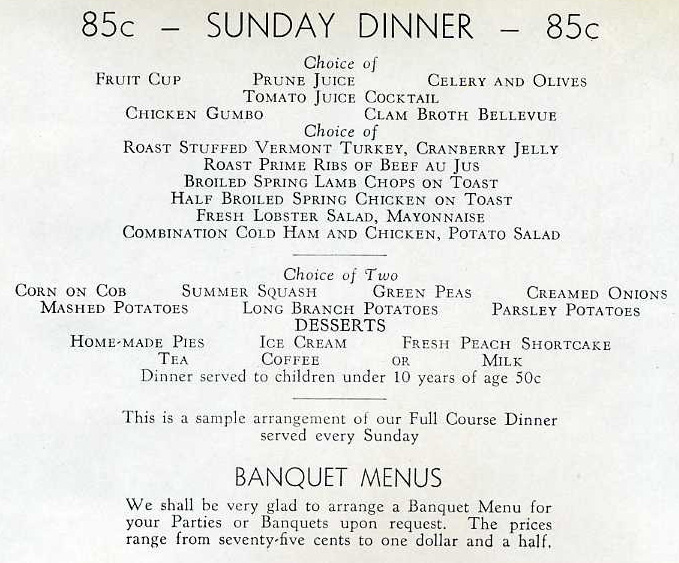 85c – SUNDAY DINNER – 85c
Choice of
FRUIT CUP PRUNE JUICE CELERY AND OLIVES
TOMATO JUICE COCKTAIL
CHICKEN GUMBO CLAM BROTH BELLEVUE
Choice of
ROAST STUFFED VERMONT TURKEY, CRANBERRY JELLY
ROAST PRIME RIBS OF BEEF AU JUS
BROILED SPRING LAMB CHOPS ON TOAST
HALF BROILED SPRING CHICKEN ON TOAST
FRESH LOBSTER SALAD, MAYONNAISE
COMBINATION COLD HAM AND CHICKEN, POTATO SALAD
Choice of Two
CORN ON COB SUMMER SQUASH GREEN PEAS CREAMED ONIONS
MASHED POTATOES LONG BRANCH POTATOES PARSLEY POTATOES
DESSERTS
HOME-MADE PIES ICE CREAM FRESH PEACH SHORTCAKE
TEA COFFEE OR MILK
Dinner served to children under 10 years of age 50c
This is a sample arrangement of our Full Course Dinner
served every Sunday
BANQUET MENUS
We shall be very glad to arrange a Banquet Menu for
your Parties or Banquets upon request. The prices
range from seventy-five cents to one dollar and a half.